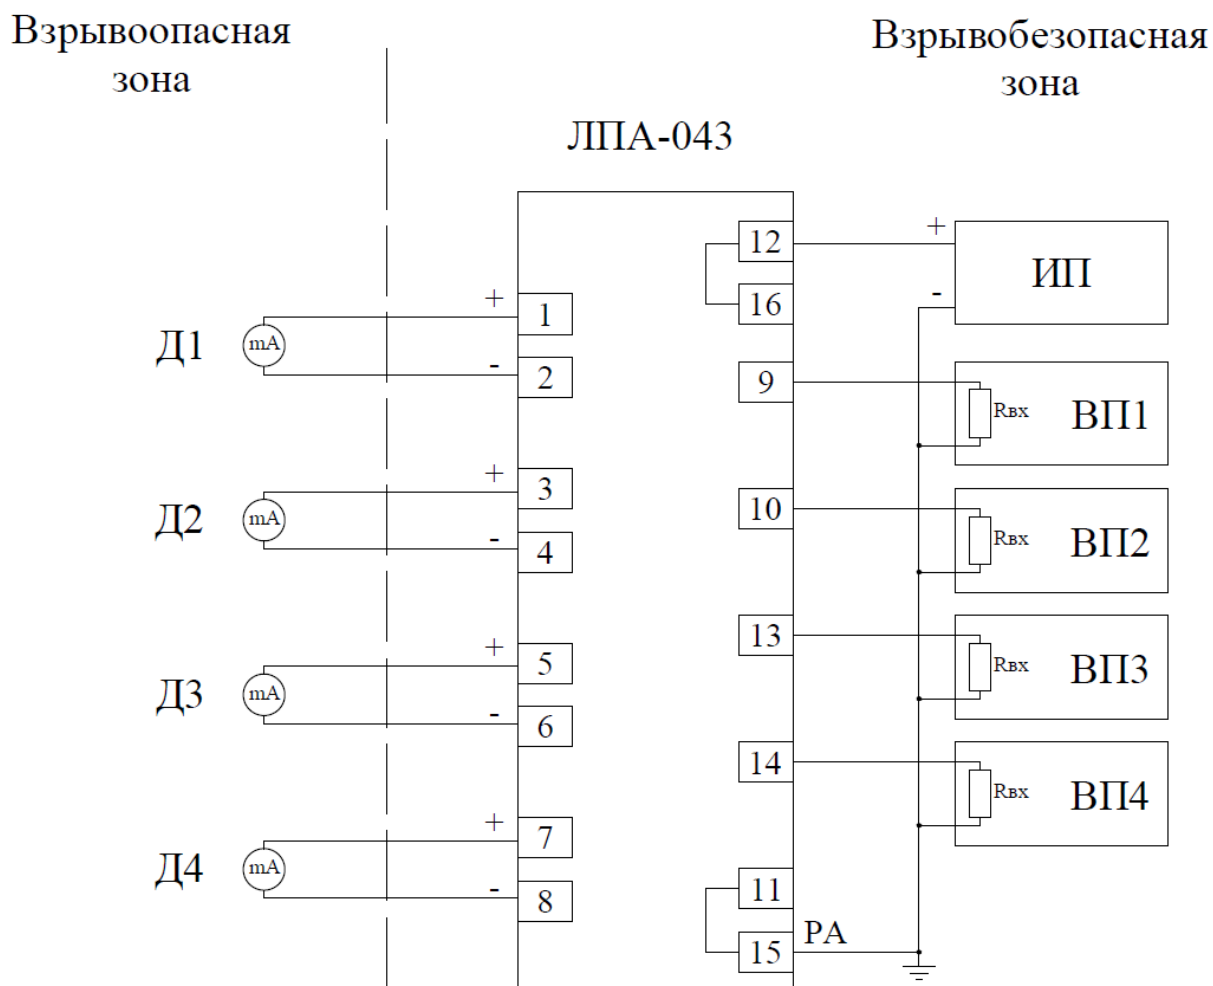 Взрывоопасная
зона
Взрывобезопасная
зона
ЛПА-043
12
+
ИП
-
16
Д1
mA
+
1
-
2
9
Rвх
ВП1
Д2
mA
+
3
-
4
10
Rвх
ВП2
Д3
mA
+
5
-
6
13
Rвх
ВП3
14
Rвх
ВП4
Д4
mA
+
7
-
8
11
15
PA